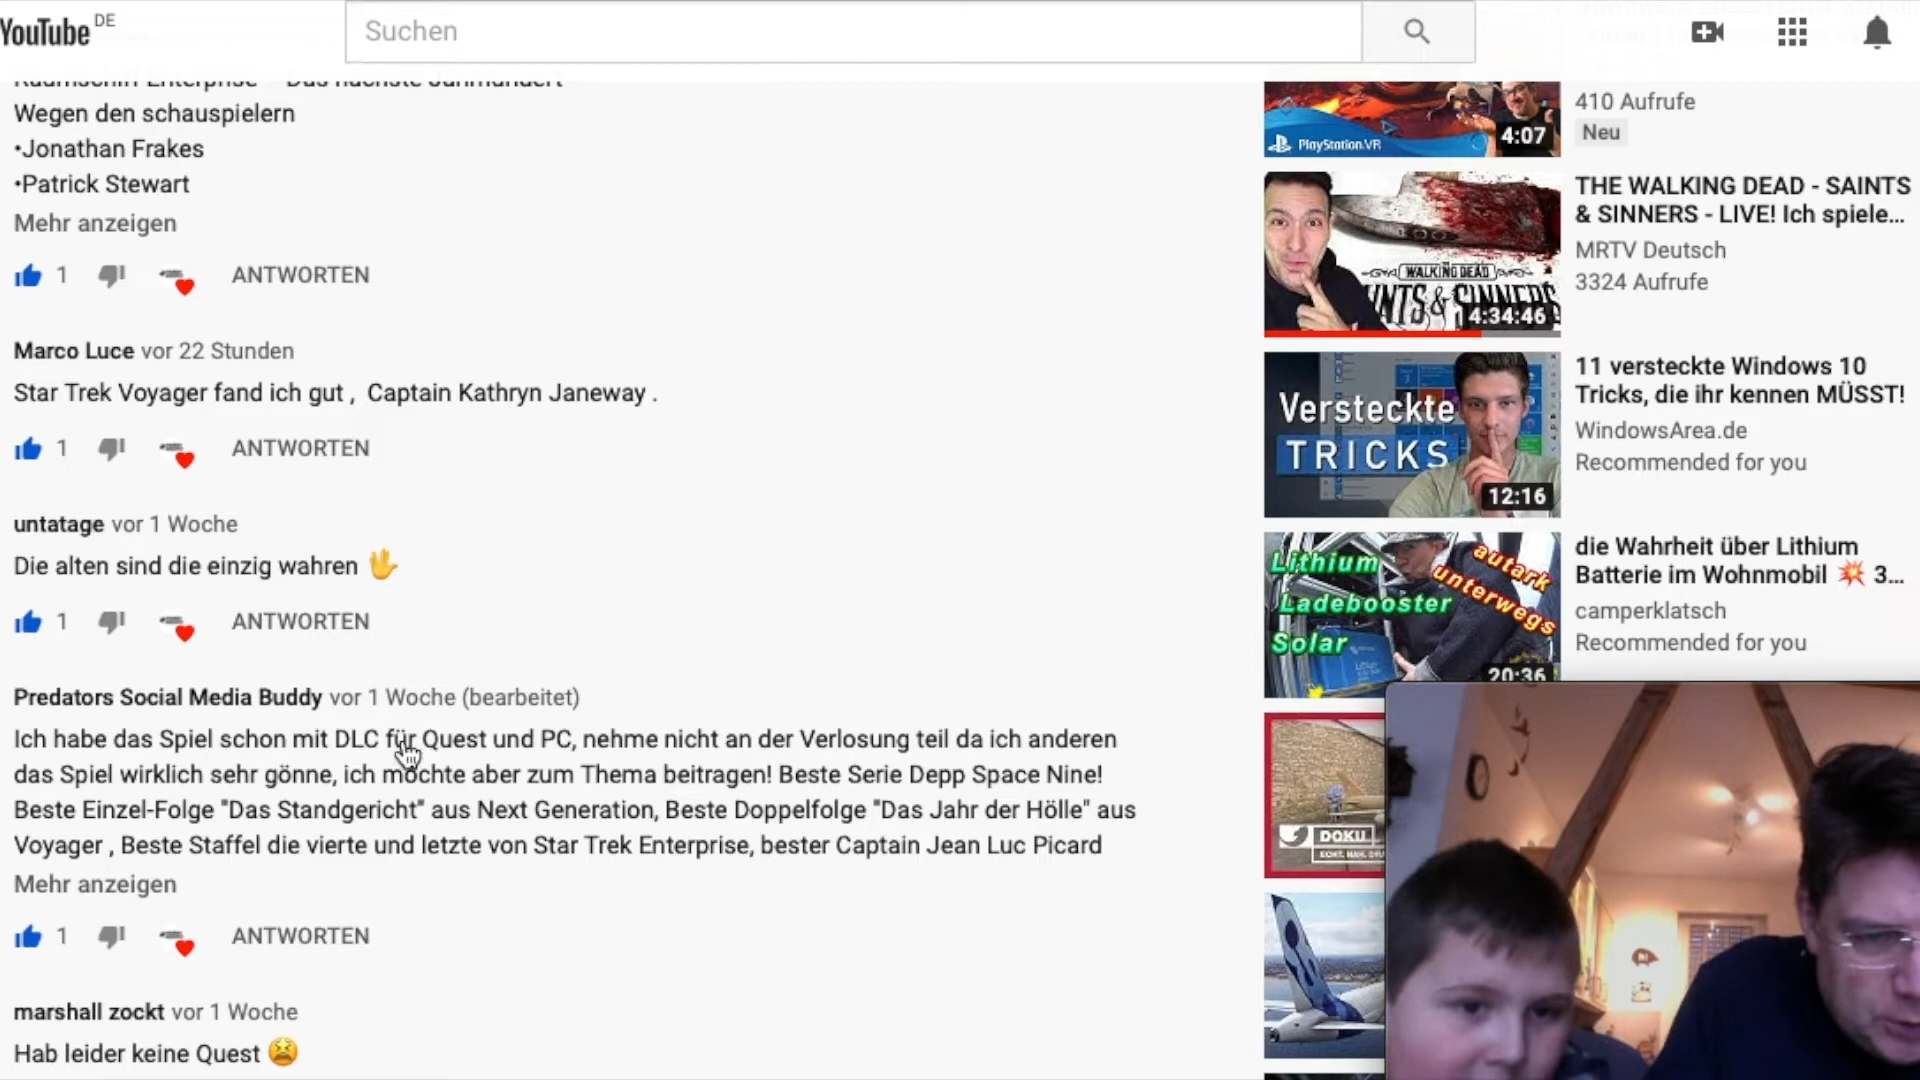 YouTube DE
Suchen
Raumschiff Enterprise - Das nächste Jahrhundert
Wegen den schauspielern
•Jonathan Frakes
•Patrick Stewart
Mehr anzeigen
1 ANTWORTEN
Marco Luce vor 22 Stunden
Star Trek Voyager fand ich gut , Captain Kathryn Janeway .
1 ANTWORTEN
untatage vor 1 Woche
Die alten sind die einzig wahren 🖖
1 ANTWORTEN
Predators Social Media Buddy vor 1 Woche (bearbeitet)
Ich habe das Spiel schon mit DLC für Quest und PC, nehme nicht an der Verlosung teil da ich anderen
das Spiel wirklich sehr gönne, ich möchte aber zum Thema beitragen! Beste Serie Depp Space Nine!
Beste Einzel-Folge "Das Standgericht" aus Next Generation, Beste Doppelfolge "Das Jahr der Hölle" aus
Voyager , Beste Staffel die vierte und letzte von Star Trek Enterprise, bester Captain Jean Luc Picard
Mehr anzeigen
1 ANTWORTEN
marshall zockt vor 1 Woche
Hab leider keine Quest 😫
PlayStation.VR
4:07
410 Aufrufe
Neu
WALKING DEAD
SINNERS
4:34:46
THE WALKING DEAD - SAINTS
& SINNERS - LIVE! Ich spiele...
MRTV Deutsch
3324 Aufrufe
Versteckte
TRICKS
12:16
11 versteckte Windows 10
Tricks, die ihr kennen MÜSST!
WindowsArea.de
Recommended for you
Lithium
autark
unterwegs
Ladebooster
Solar
20:36
die Wahrheit über Lithium
Batterie im Wohnmobil 💥 3...
camperklatsch
Recommended for you
DOKU
ECHT. NAH.